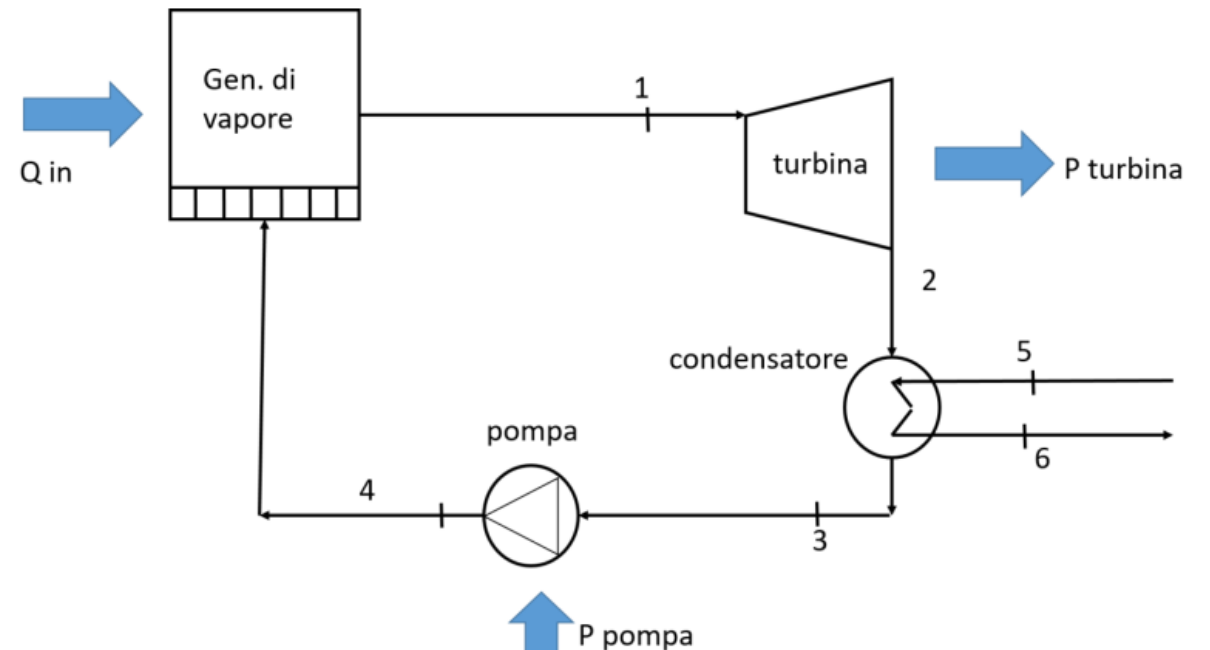 Gen. di
vapore
Q in
1
turbina
P turbina
2
condensatore
5
6
pompa
4
3
P pompa